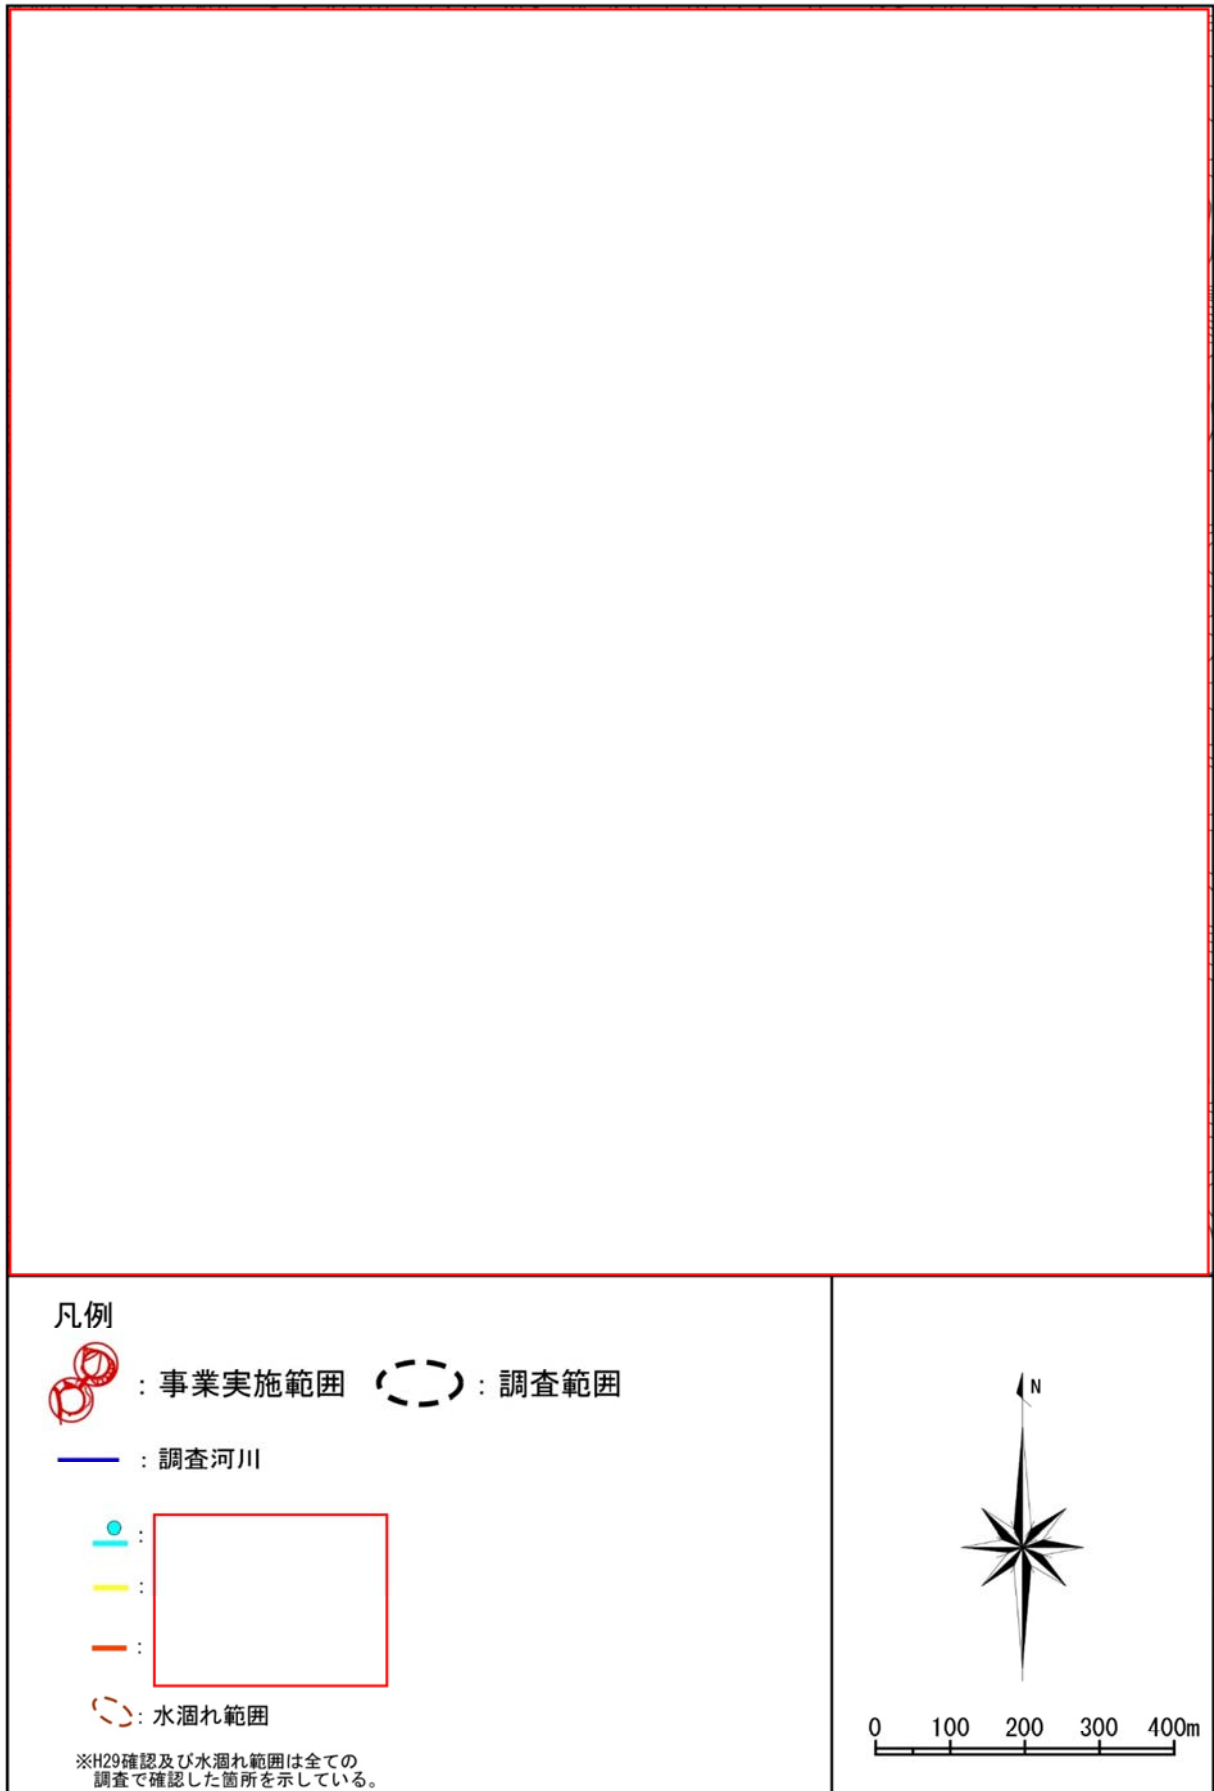 凡例
：事業実施範囲 ：調査範囲
：調査河川
：
：
：
：水涸れ範囲
※H29確認及び水涸れ範囲は全ての
調査で確認した箇所を示している。
N
0 100 200 300 400m